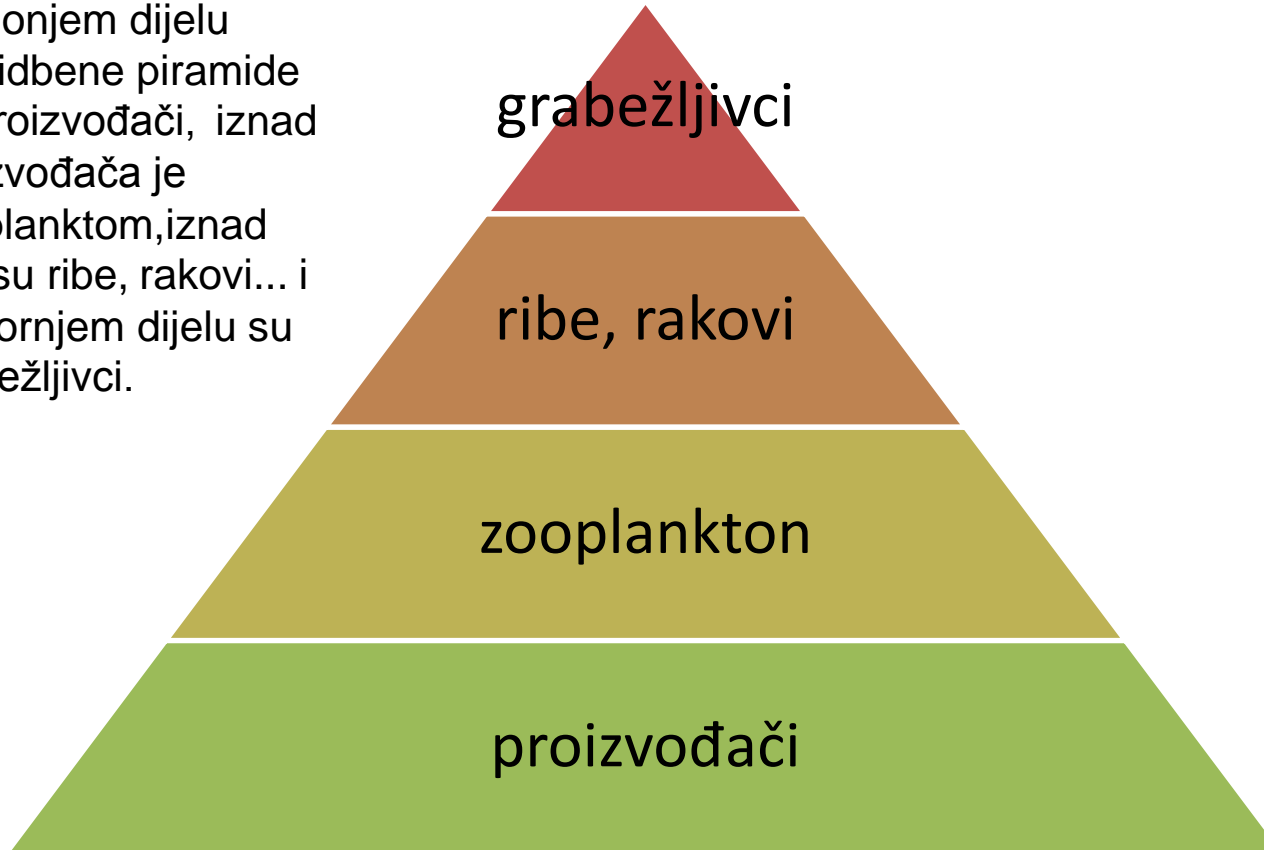 onjem dijelu
idbene piramide
roizvođači, iznad
zvođača je
planktom,iznad
su ribe, rakovi... i
ornjem dijelu su
ežljivci.
grabežljivci
ribe, rakovi
zooplankton
proizvođači